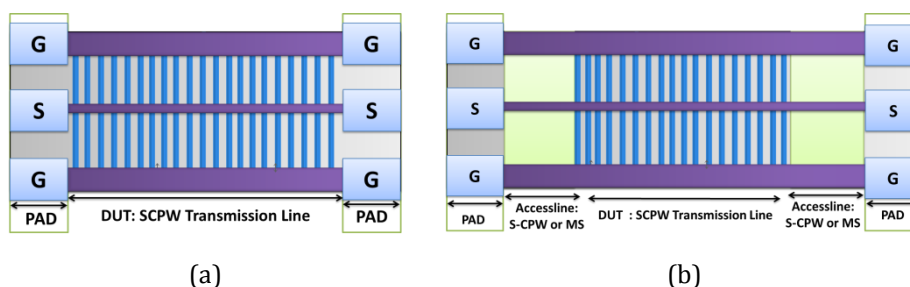 G
G
S
S
G
G
PAD
DUT: SCPW Transmission Line
PAD
(a)
G
G
S
S
G
G
PAD
Accessline:
S-CPW or MS
DUT : SCPW Transmission Line
Accessline:
S-CPW or MS
PAD
(b)